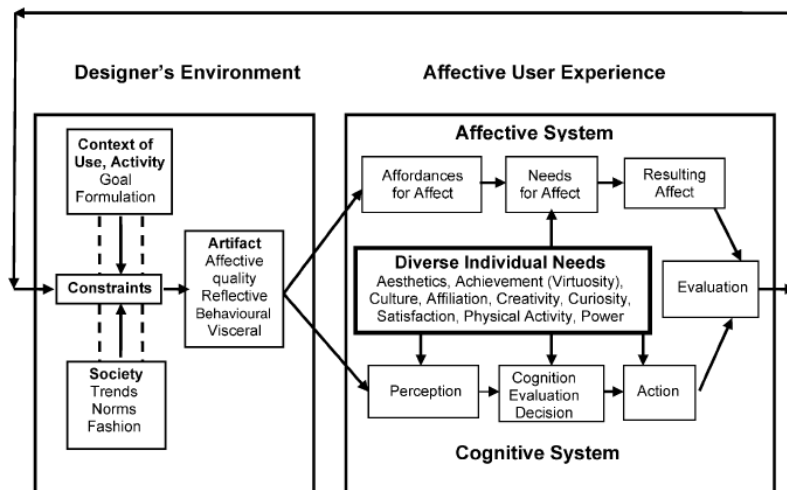 Designer's Environment
Affective User Experience
Context of
Use, Activity
Goal
Formulation
Constraints
Society
Trends
Norms
Fashion
Artifact
Affective
quality
Reflective
Behavioural
Visceral
Affective System
Affordances
for Affect
Needs
for Affect
Resulting
Affect
Diverse Individual Needs
Aesthetics, Achievement (Virtuosity),
Culture, Affiliation, Creativity, Curiosity,
Satisfaction, Physical Activity, Power
Evaluation
Perception
Cognition
Evaluation
Decision
Action
Cognitive System